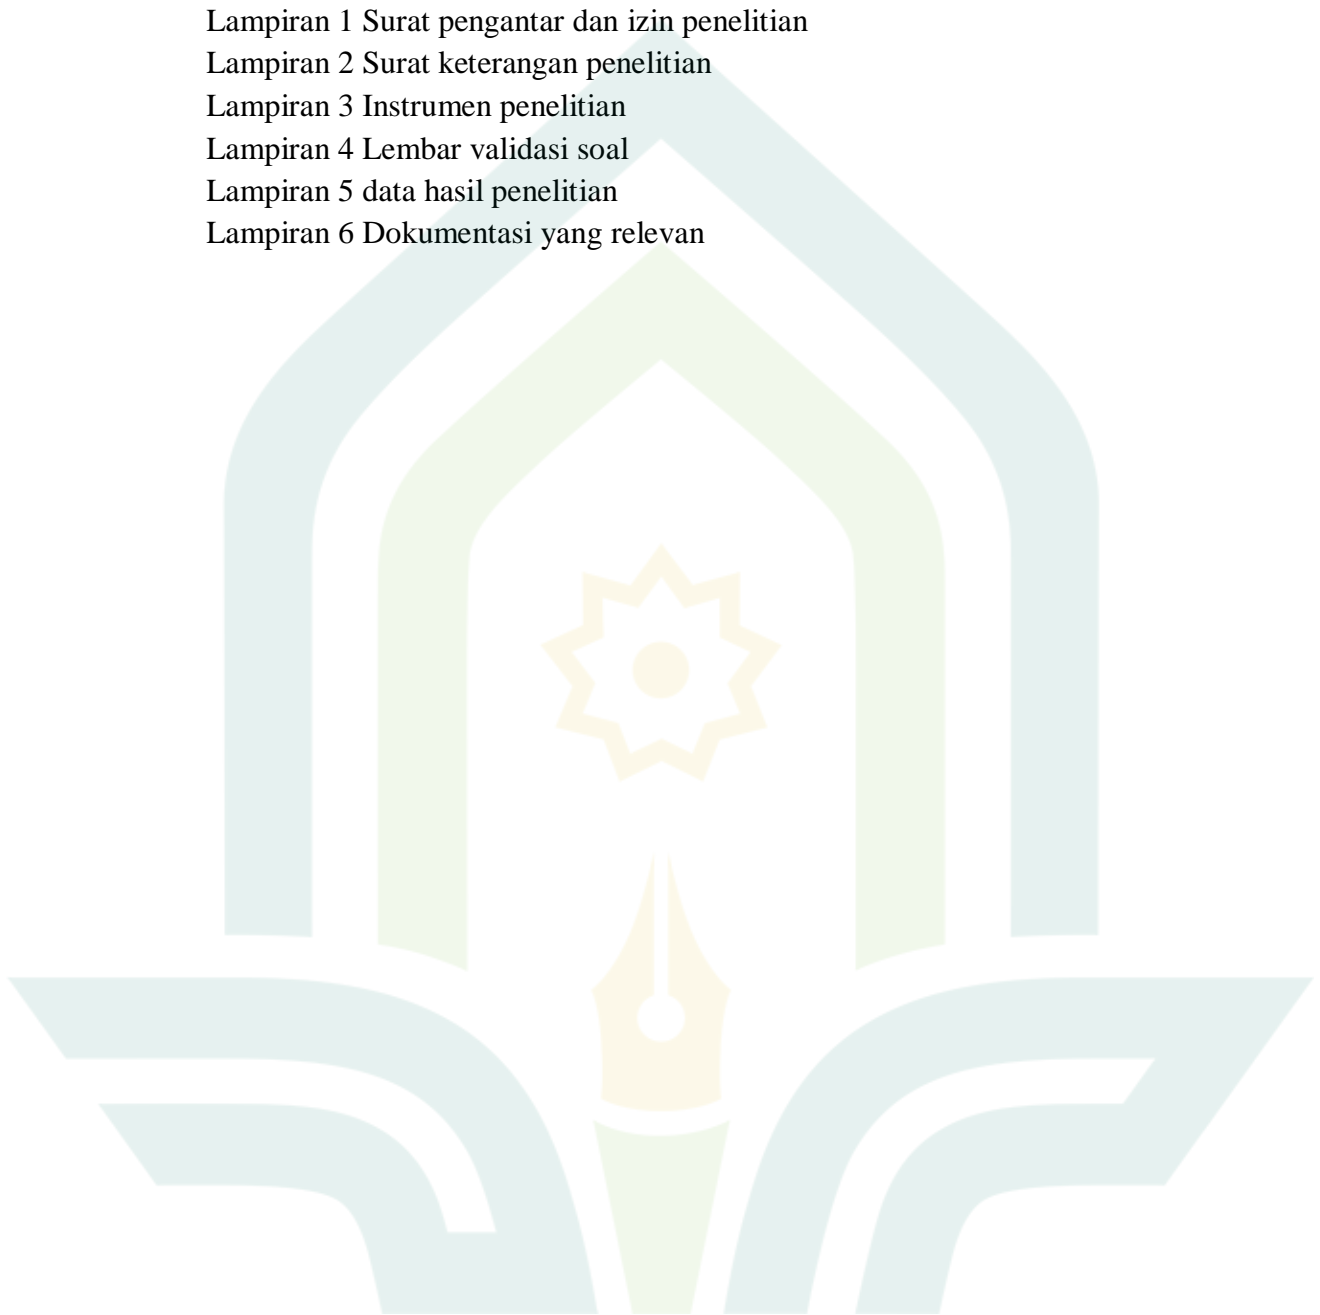 Lampiran 1 Surat pengantar dan izin penelitian
Lampiran 2 Surat keterangan penelitian
Lampiran 3 Instrumen penelitian
Lampiran 4 Lembar validasi soal
Lampiran 5 data hasil penelitian
Lampiran 6 Dokumentasi yang relevan